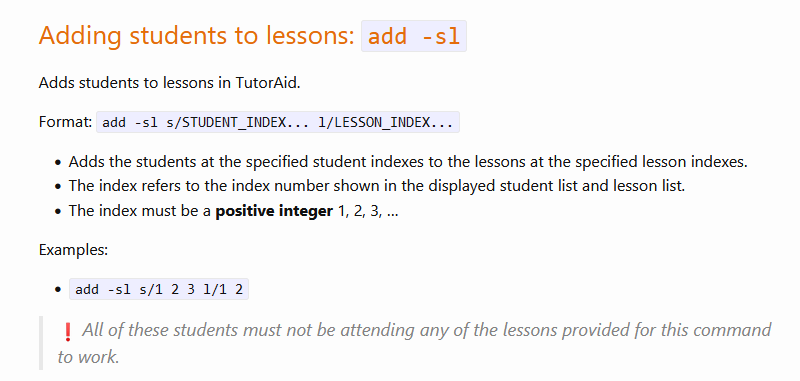 Adding students to lessons: add -sl
Adds students to lessons in TutorAid.
Format: add -sl s/STUDENT_INDEX... l/LESSON_INDEX...
• Adds the students at the specified student indexes to the lessons at the specified lesson indexes.
• The index refers to the index number shown in the displayed student list and lesson list.
• The index must be a positive integer 1, 2, 3, ...
Examples:
• add -sl s/1 2 3 l/1 2
❗ All of these students must not be attending any of the lessons provided for this command
to work.